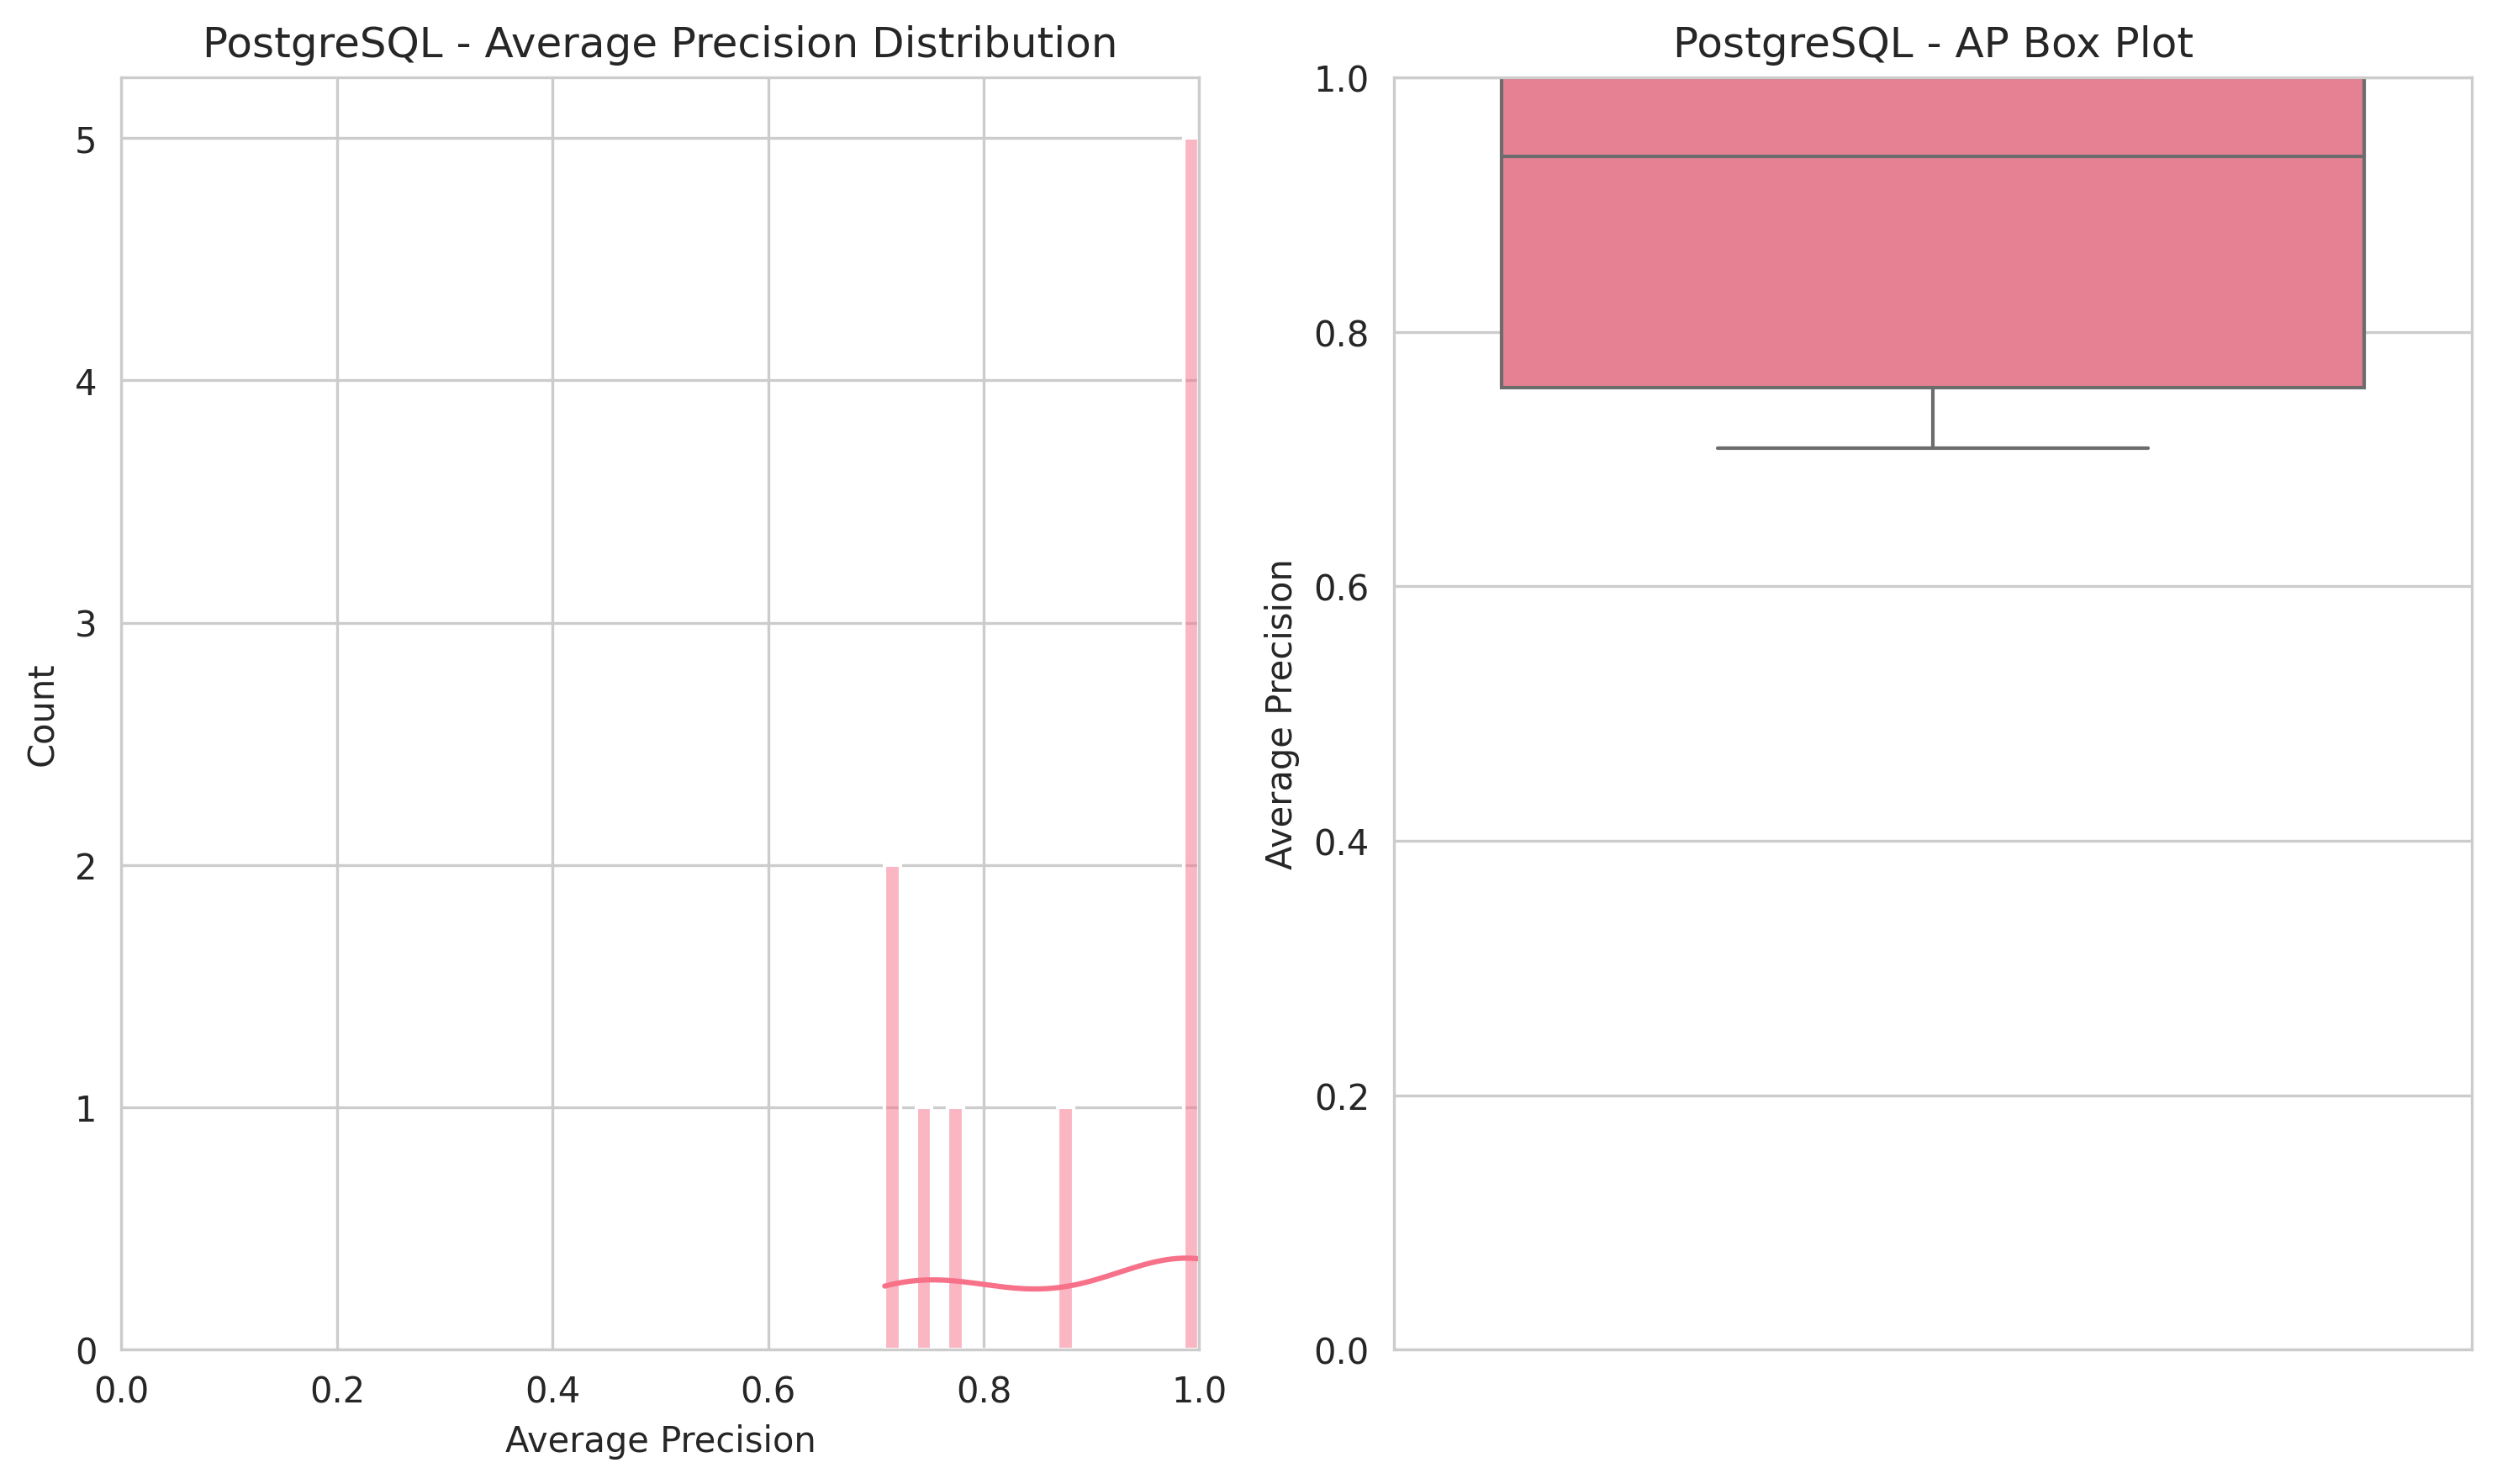 PostgreSQL - Average Precision Distribution
5
4
3
2
1
0
Count
0.0 0.2 0.4 0.6 0.8 1.0
Average Precision
PostgreSQL - AP Box Plot
1.0
0.8
0.6
0.4
0.2
0.0
Average Precision